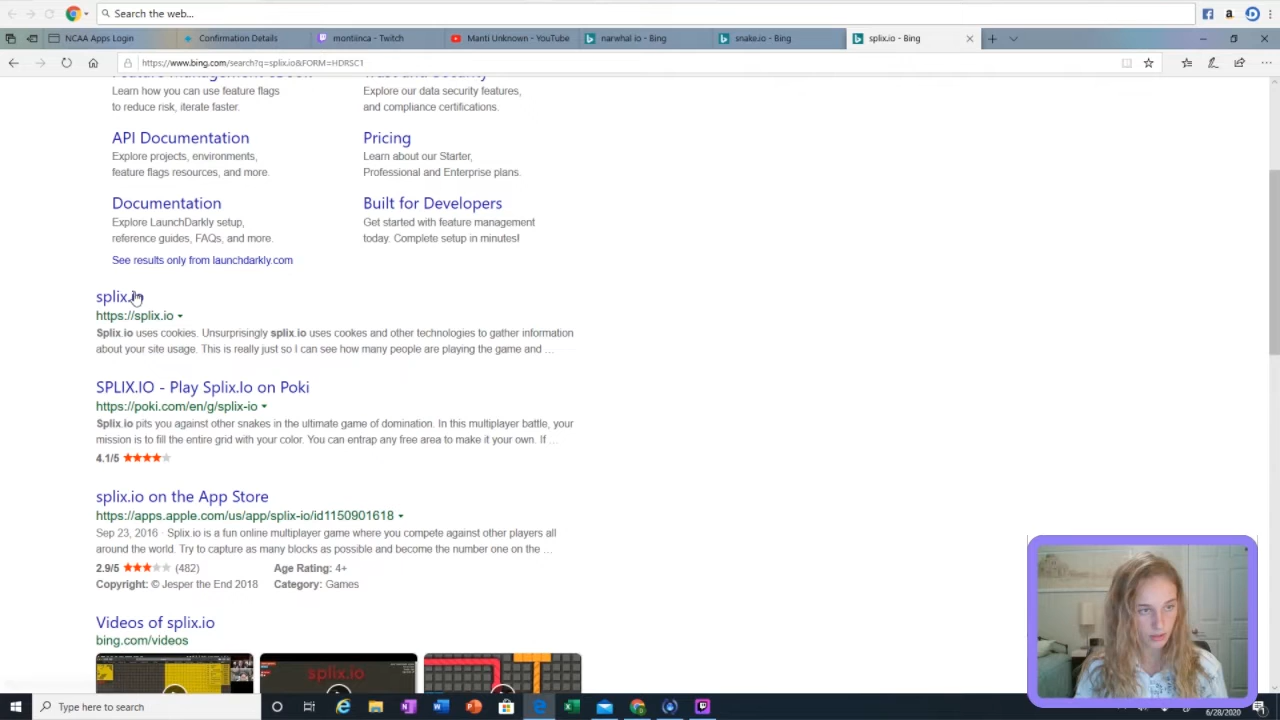 Search the web...
NCAA Apps Login
Confirmation Details
montiinca - Twitch
Manti Unknown - YouTube
narwhal io - Bing
snake.io - Bing
splix.io - Bing
https://www.bing.com/search?q=splix.io&FORM=HDRSC1
Learn how you can use feature flags
to reduce risk, iterate faster.
Explore our data security features,
and compliance certifications.
API Documentation
Explore projects, environments,
feature flags resources, and more.
Pricing
Learn about our Starter,
Professional and Enterprise plans.
Documentation
Explore LaunchDarkly setup,
reference guides, FAQs, and more.
Built for Developers
Get started with feature management
today. Complete setup in minutes!
See results only from launchdarkly.com
splix.io
https://splix.io
Splix.io uses cookies. Unsurprisingly splix.io uses cookes and other technologies to gather information
about your site usage. This is really just so I can see how many people are playing the game and ...
SPLIX.IO - Play Splix.Io on Poki
https://poki.com/en/g/splix-io
Splix.io pits you against other snakes in the ultimate game of domination. In this multiplayer battle, your
mission is to fill the entire grid with your color. You can entrap any free area to make it your own. If ...
4.1/5
splix.io on the App Store
https://apps.apple.com/us/app/splix-io/id1150901618
Sep 23, 2016 · Splix.io is a fun online multiplayer game where you compete against other players all
around the world. Try to capture as many blocks as possible and become the number one on the ...
2.9/5 (482) Age Rating: 4+
Copyright: © Jesper the End 2018 Category: Games
Videos of splix.io
bing.com/videos
splix.io
Type here to search
6/28/2020